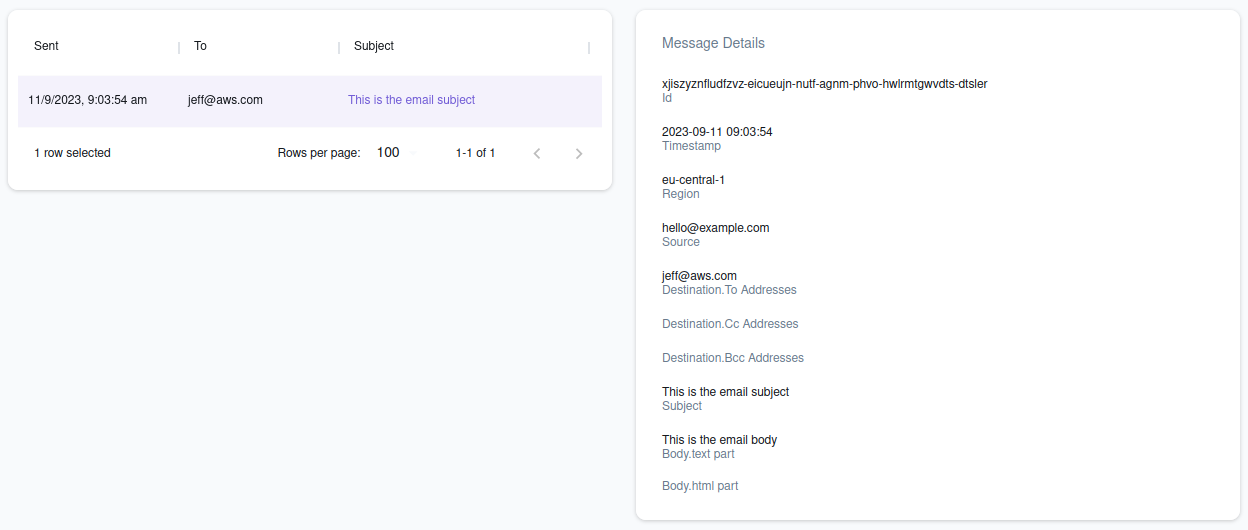 Sent To Subject
11/9/2023, 9:03:54 am jeff@aws.com This is the email subject
1 row selected Rows per page: 100 1-1 of 1
Message Details
xjiszyznfludfzvz-eicueujn-nutf-agnm-phvo-hwlrmtgwvdts-dtsler
Id
2023-09-11 09:03:54
Timestamp
eu-central-1
Region
hello@example.com
Source
jeff@aws.com
Destination.To Addresses
Destination.Cc Addresses
Destination.Bcc Addresses
This is the email subject
Subject
This is the email body
Body.text part
Body.html part